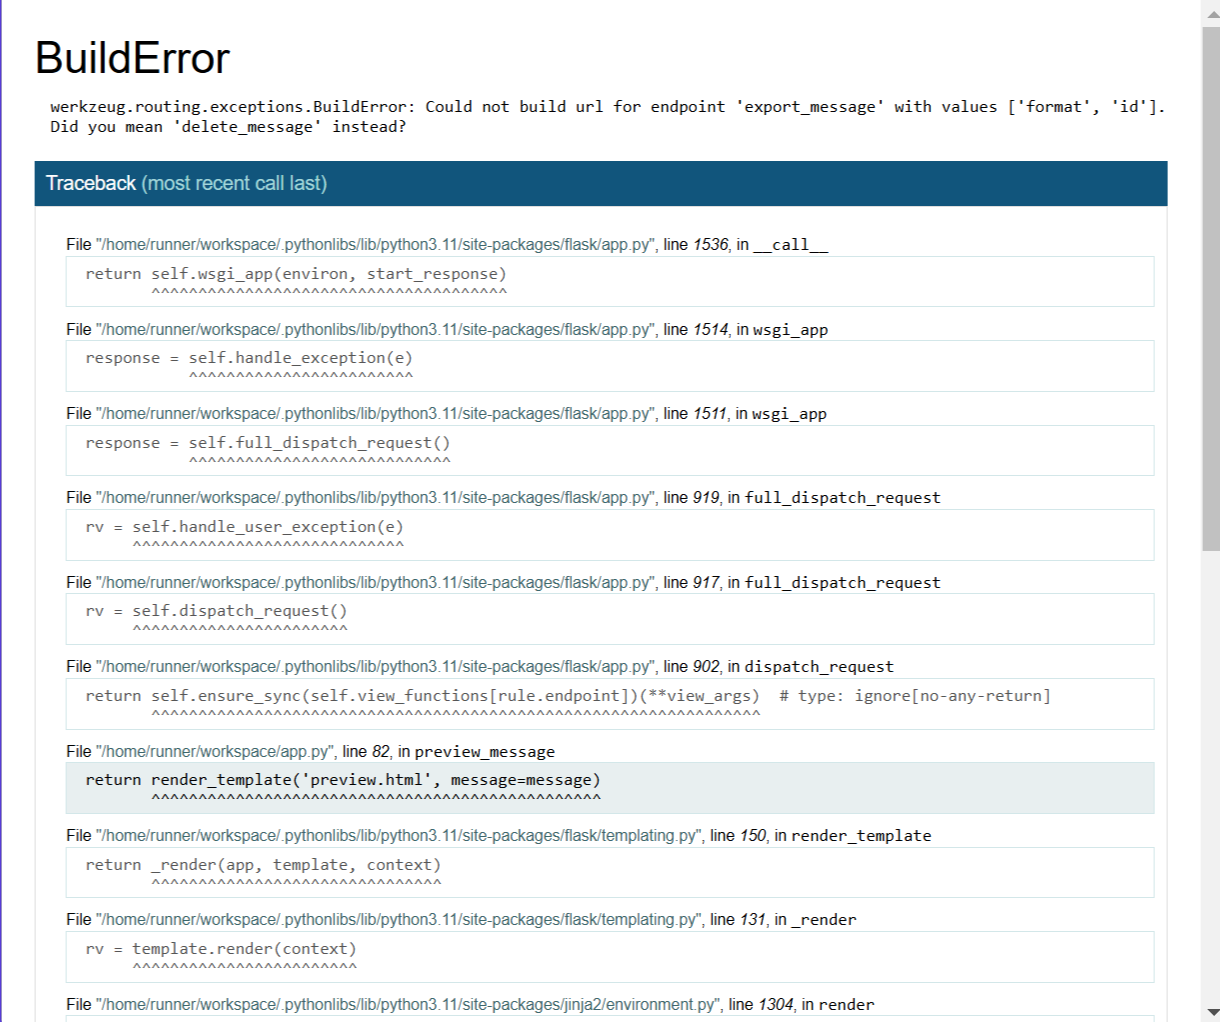 BuildError
werkzeug.routing.exceptions.BuildError: Could not build url for endpoint 'export_message' with values ['format', 'id'].
Did you mean 'delete_message' instead?
Traceback (most recent call last)
File "/home/runner/workspace/.pythonlibs/lib/python3.11/site-packages/flask/app.py", line 1536, in __call__
return self.wsgi_app(environ, start_response)
^^^^^^^^^^^^^^^^^^^^^^^^^^^^^^^^^^^^^^
File "/home/runner/workspace/.pythonlibs/lib/python3.11/site-packages/flask/app.py", line 1514, in wsgi_app
response = self.handle_exception(e)
^^^^^^^^^^^^^^^^^^^^^^^^
File "/home/runner/workspace/.pythonlibs/lib/python3.11/site-packages/flask/app.py", line 1511, in wsgi_app
response = self.full_dispatch_request()
^^^^^^^^^^^^^^^^^^^^^^^^^^^^
File "/home/runner/workspace/.pythonlibs/lib/python3.11/site-packages/flask/app.py", line 919, in full_dispatch_request
rv = self.handle_user_exception(e)
^^^^^^^^^^^^^^^^^^^^^^^^^^^^^
File "/home/runner/workspace/.pythonlibs/lib/python3.11/site-packages/flask/app.py", line 917, in full_dispatch_request
rv = self.dispatch_request()
^^^^^^^^^^^^^^^^^^^^^^^
File "/home/runner/workspace/.pythonlibs/lib/python3.11/site-packages/flask/app.py", line 902, in dispatch_request
return self.ensure_sync(self.view_functions[rule.endpoint])(**view_args)  # type: ignore[no-any-return]
^^^^^^^^^^^^^^^^^^^^^^^^^^^^^^^^^^^^^^^^^^^^^^^^^^^^^^^^^^^^^^^^^
File "/home/runner/workspace/app.py", line 82, in preview_message
return render_template('preview.html', message=message)
^^^^^^^^^^^^^^^^^^^^^^^^^^^^^^^^^^^^^^^^^^^^^^^^
File "/home/runner/workspace/.pythonlibs/lib/python3.11/site-packages/flask/templating.py", line 150, in render_template
return _render(app, template, context)
^^^^^^^^^^^^^^^^^^^^^^^^^^^^^^^
File "/home/runner/workspace/.pythonlibs/lib/python3.11/site-packages/flask/templating.py", line 131, in _render
rv = template.render(context)
^^^^^^^^^^^^^^^^^^^^^^^^
File "/home/runner/workspace/.pythonlibs/lib/python3.11/site-packages/jinja2/environment.py", line 1304, in render